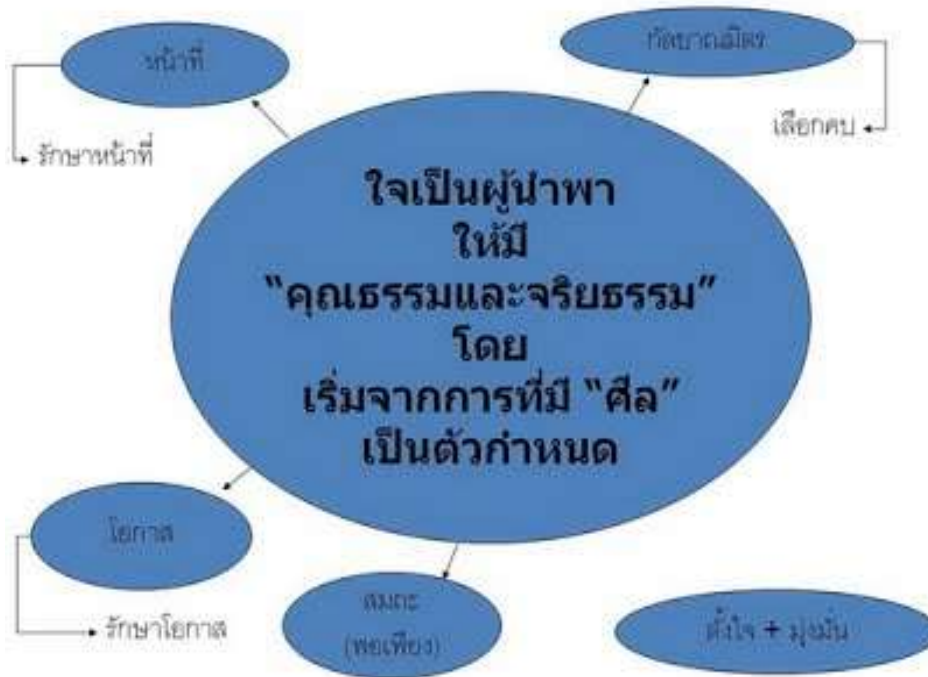 หน้าที่
กัลยาณมิตร
รักษาหน้าที่
เลือกคบ
ใจเป็นผู้นำพา
ให้มี
“คุณธรรมและจริยธรรม”
โดย
เริ่มจากการที่มี “ศีล”
เป็นตัวกำหนด
โอกาส
รักษาโอกาส
สมถะ
(พอเพียง)
ตั้งใจ + มุ่งมั่น